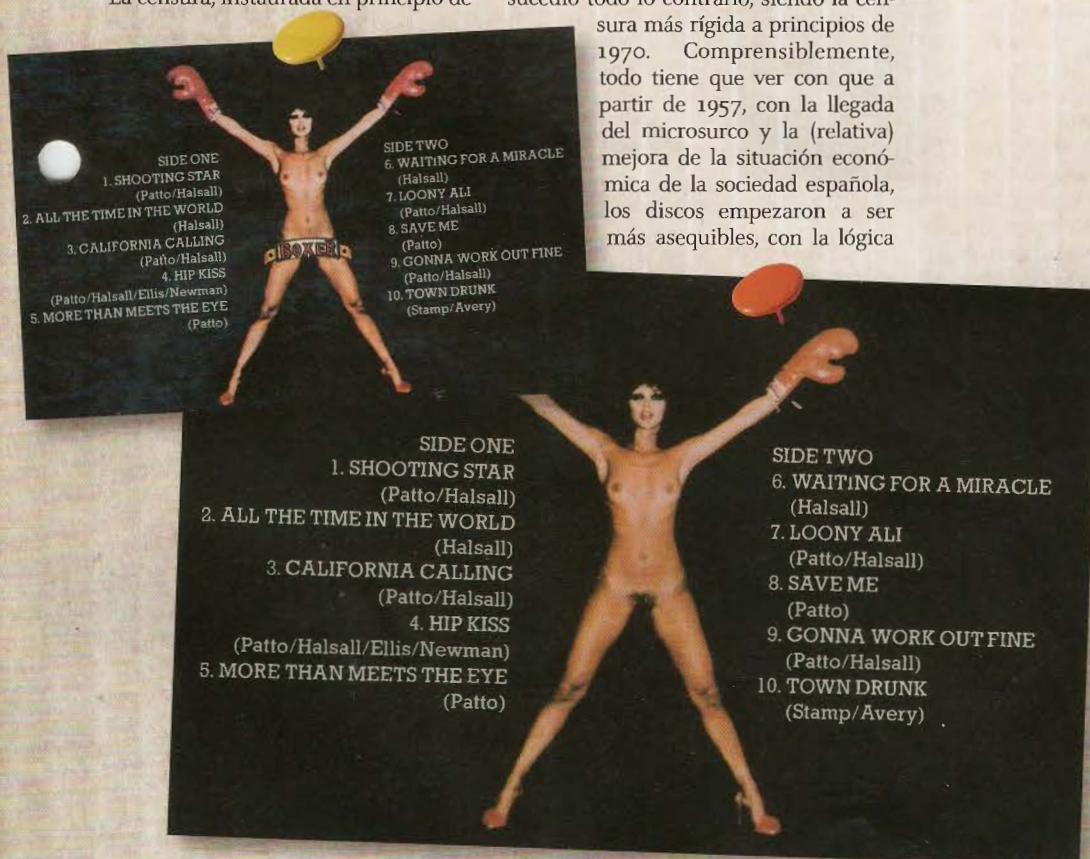 La censura, instaurada en principio de
sucedió todo lo contrario, siendo la cen-
sura más rígida a principios de
1970. Comprensiblemente,
todo tiene que ver con que a
partir de 1957, con la llegada
del microsurco y la (relativa)
mejora de la situación econó-
mica de la sociedad española,
los discos empezaron a ser
más asequibles, con la lógica
SIDE ONE
1. SHOOTING STAR
(Patto/Halsall)
2. ALL THE TIME IN THE WORLD
(Halsall)
3. CALIFORNIA CALLING
(Patto/Halsall)
4. HIP KISS
(Patto/Halsall/Ellis/Newman)
5. MORE THAN MEETS THE EYE
(Patto)
BOXER
SIDE TWO
6. WAITING FOR A MIRACLE
(Halsall)
7. LOONY ALI
(Patto/Halsall)
8. SAVE ME
(Patto)
9. GONNA WORK OUT FINE
(Patto/Halsall)
10. TOWN DRUNK
(Stamp/Avery)
SIDE ONE
1. SHOOTING STAR
(Patto/Halsall)
2. ALL THE TIME IN THE WORLD
(Halsall)
3. CALIFORNIA CALLING
(Patto/Halsall)
4. HIP KISS
(Patto/Halsall/Ellis/Newman)
5. MORE THAN MEETS THE EYE
(Patto)
SIDE TWO
6. WAITING FOR A MIRACLE
(Halsall)
7. LOONY ALI
(Patto/Halsall)
8. SAVE ME
(Patto)
9. GONNA WORK OUT FINE
(Patto/Halsall)
10. TOWN DRUNK
(Stamp/Avery)